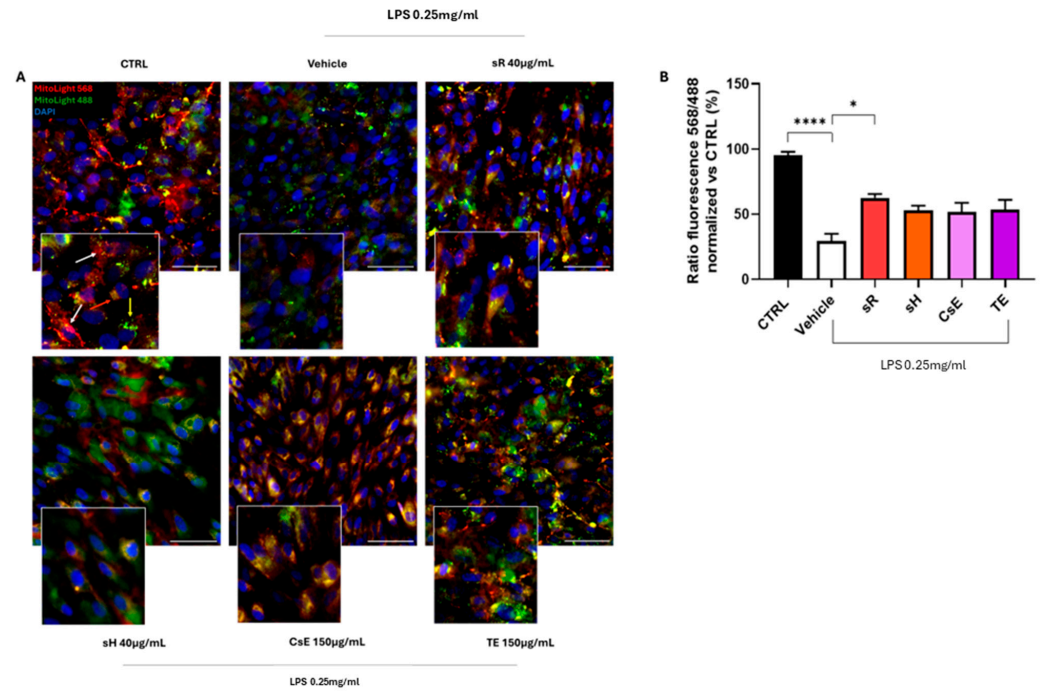 LPS 0.25mg/ml
CTRL
Vehicle
sR 40µg/mL
A
MitoLight 568
MitoLight 488
DAPI
sH 40µg/mL
CsE 150µg/mL
TE 150µg/mL
LPS 0.25mg/ml
B
Ratio fluorescence 568/488
normalized vs CTRL (%)
150
100
50
0
****
*
CTRL
Vehicle
sR
sH
CsE
TE
LPS 0.25mg/ml